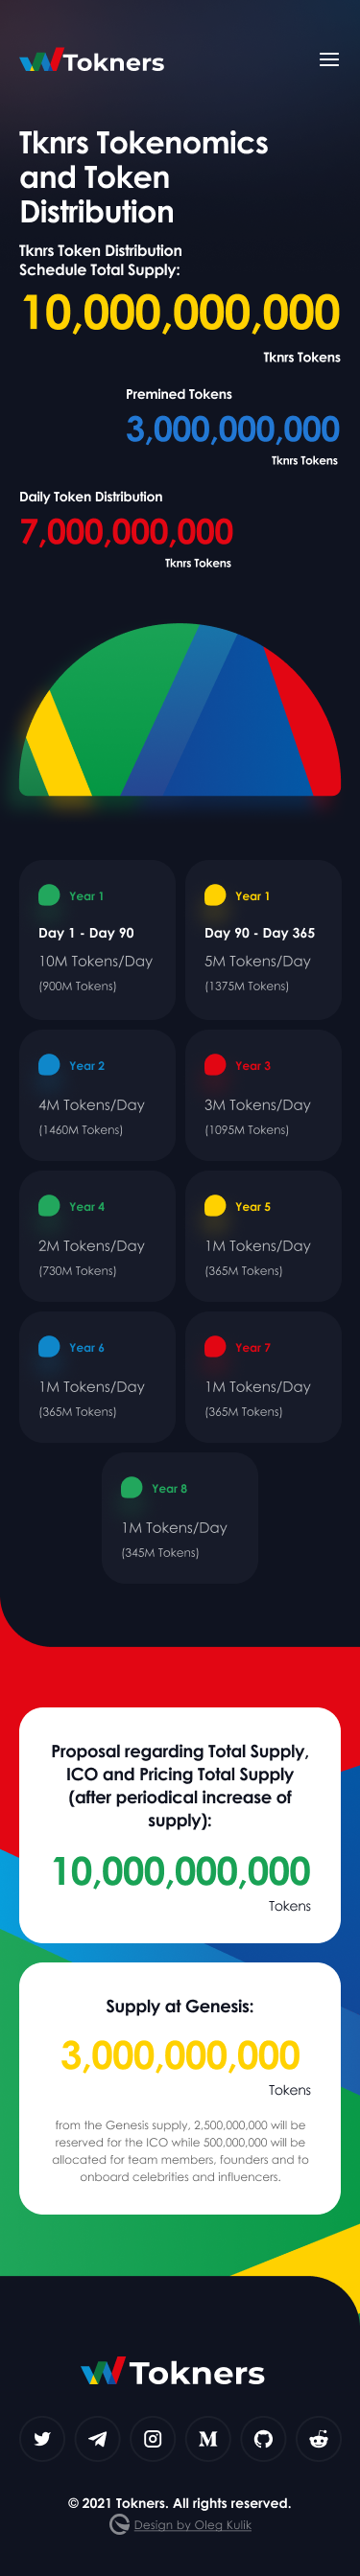 Tokners
Tknrs Tokenomics
and Token
Distribution
Tknrs Token Distribution
Schedule Total Supply:
10,000,000,000
Tknrs Tokens
Premined Tokens
3,000,000,000
Tknrs Tokens
Daily Token Distribution
7,000,000,000
Tknrs Tokens
Year 1
Day 1 - Day 90
10M Tokens/Day
(900M Tokens)
Year 1
Day 90 - Day 365
5M Tokens/Day
(1375M Tokens)
Year 2
4M Tokens/Day
(1460M Tokens)
Year 3
3M Tokens/Day
(1095M Tokens)
Year 4
2M Tokens/Day
(730M Tokens)
Year 5
1M Tokens/Day
(365M Tokens)
Year 6
1M Tokens/Day
(365M Tokens)
Year 7
1M Tokens/Day
(365M Tokens)
Year 8
1M Tokens/Day
(345M Tokens)
Proposal regarding Total Supply,
ICO and Pricing Total Supply
(after periodical increase of
supply):
10,000,000,000
Tokens
Supply at Genesis:
3,000,000,000
Tokens
from the Genesis supply, 2,500,000,000 will be
reserved for the ICO while 500,000,000 will be
allocated for team members, founders and to
onboard celebrities and influencers.
Tokners
© 2021 Tokners. All rights reserved.
Design by Oleg Kulik